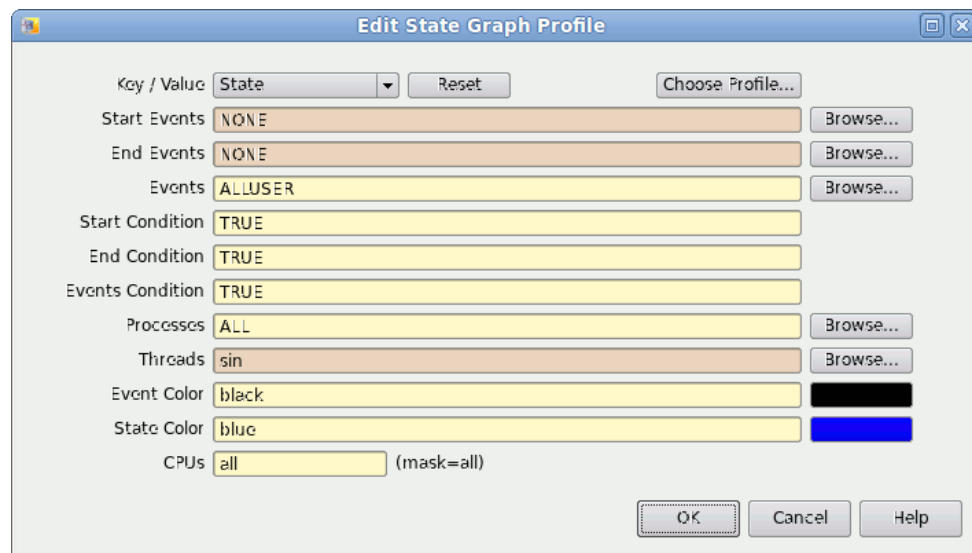 Edit State Graph Profile
Key / Value State Reset Choose Profile...
Start Events NONE Browse...
End Events NONE Browse...
Events ALLUSER Browse...
Start Condition TRUE
End Condition TRUE
Events Condition TRUE
Processes ALL Browse...
Threads sin Browse...
Event Color black
State Color blue
CPUs all (mask=all)
OK Cancel Help